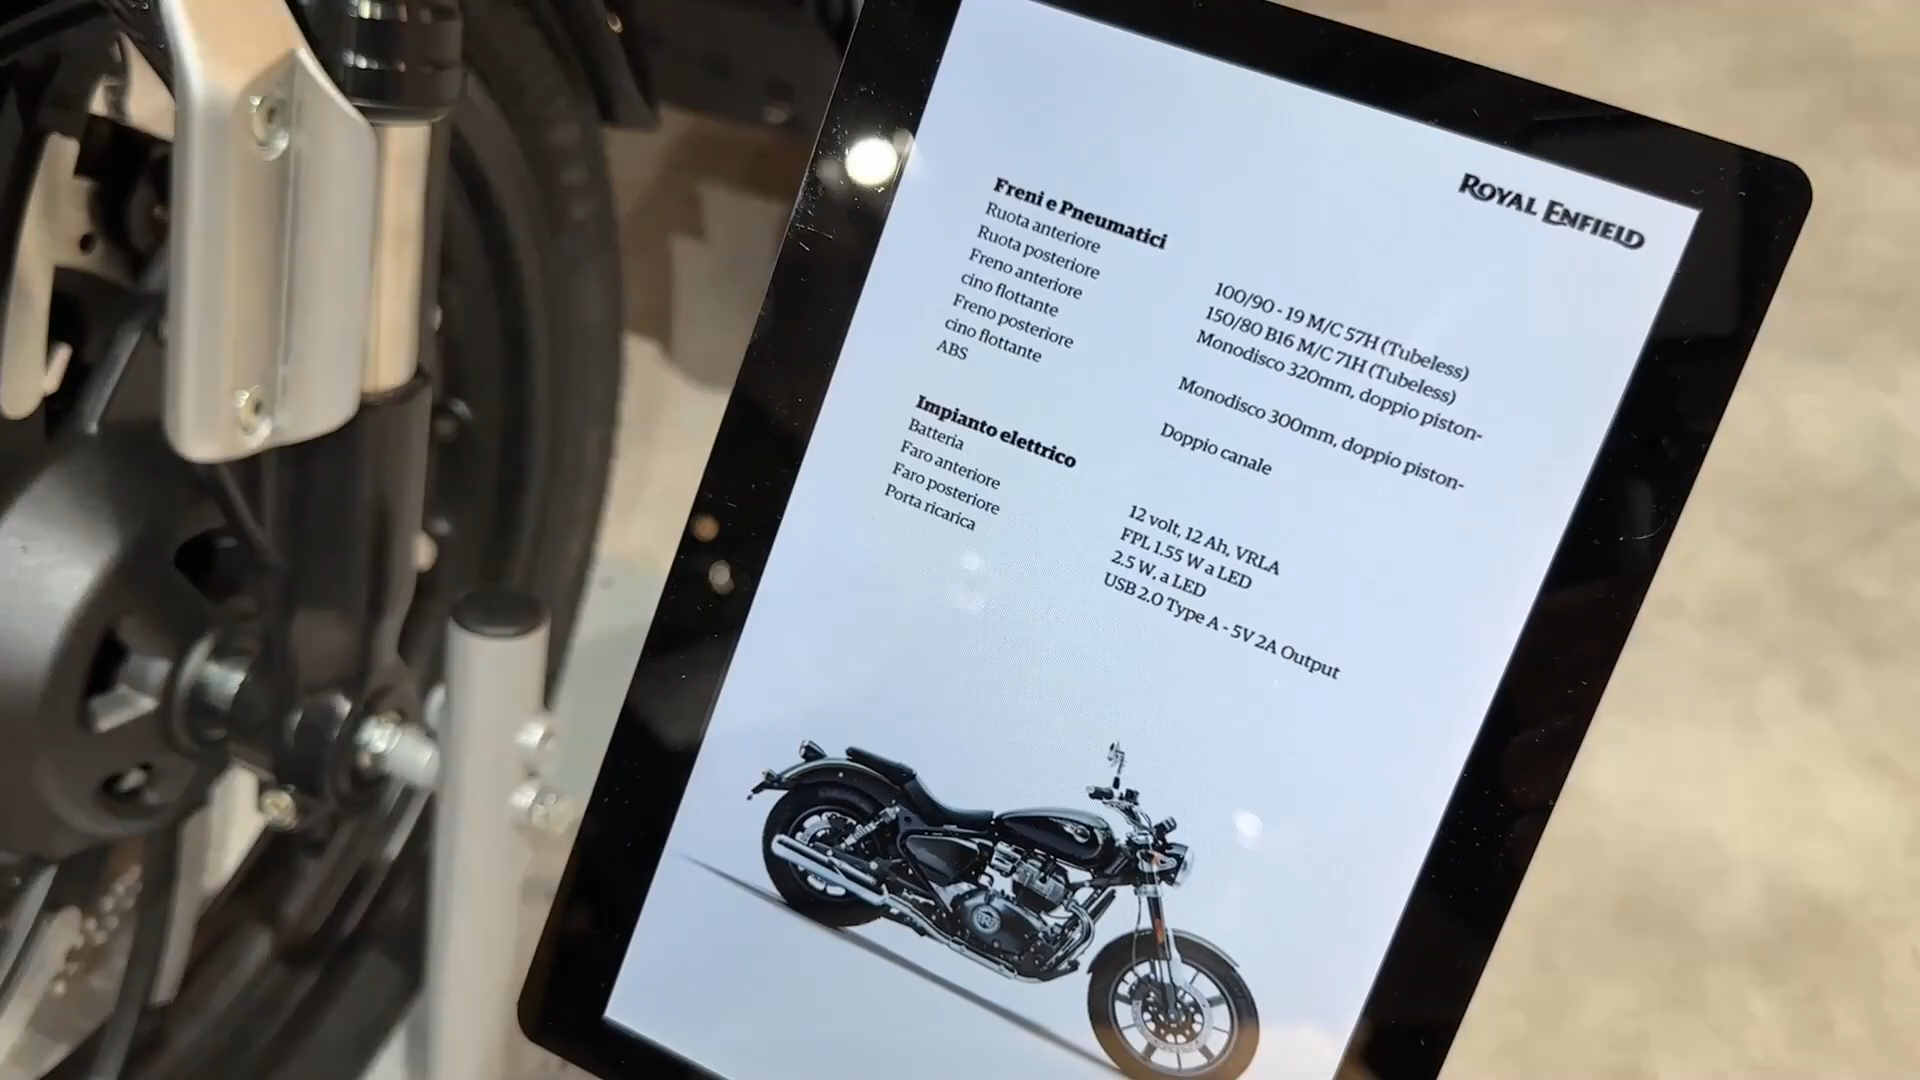 ROYAL ENFIELD
Freni e Pneumatici
Ruota anteriore
100/90 - 19 M/C 57H (Tubeless)
Ruota posteriore
150/80 B16 M/C 71H (Tubeless)
Freno anteriore
Monodisco 320mm, doppio piston-
cino flottante
Freno posteriore
Monodisco 300mm, doppio piston-
cino flottante
ABS
Doppio canale
Impianto elettrico
Batteria
12 volt, 12 Ah, VRLA
Faro anteriore
FPL 1.55 W a LED
Faro posteriore
2.5 W, a LED
Porta ricarica
USB 2.0 Type A - 5V 2A Output